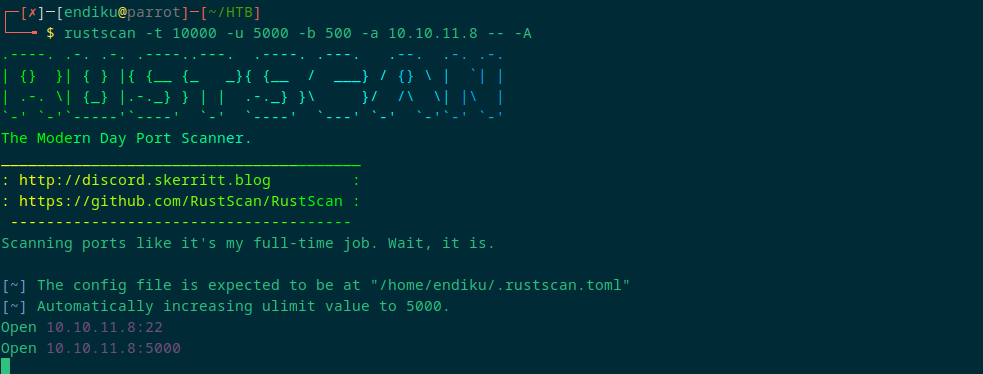 ┌─[✗]─[endiku@parrot]─[~/HTB]
└──╼ $ rustscan -t 10000 -u 5000 -b 500 -a 10.10.11.8 -- -A
.----. .-. .-. .----..---.  .----. .---.   .--.  .-. .-.
| {}  }| { } |{ {__ {_   _}{ {__  /  ___} / {} \ |  `| |
| .-. \| {_} |.-._} } | |  .-._} }\     }/  /\  \| |\  |
`-' `-'`-----'`----'  `-'  `----'  `---' `-'  `-'`-' `-'
The Modern Day Port Scanner.
________________________________________
: http://discord.skerritt.blog         :
: https://github.com/RustScan/RustScan :
 --------------------------------------
Scanning ports like it's my full-time job. Wait, it is.
[~] The config file is expected to be at "/home/endiku/.rustscan.toml"
[~] Automatically increasing ulimit value to 5000.
Open 10.10.11.8:22
Open 10.10.11.8:5000